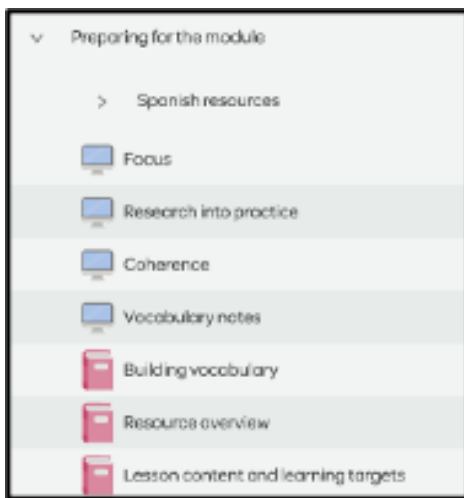 Preparing for the module
Spanish resources
Focus
Research into practice
Coherence
Vocabulary notes
Building vocabulary
Resource overview
Lesson content and learning targets